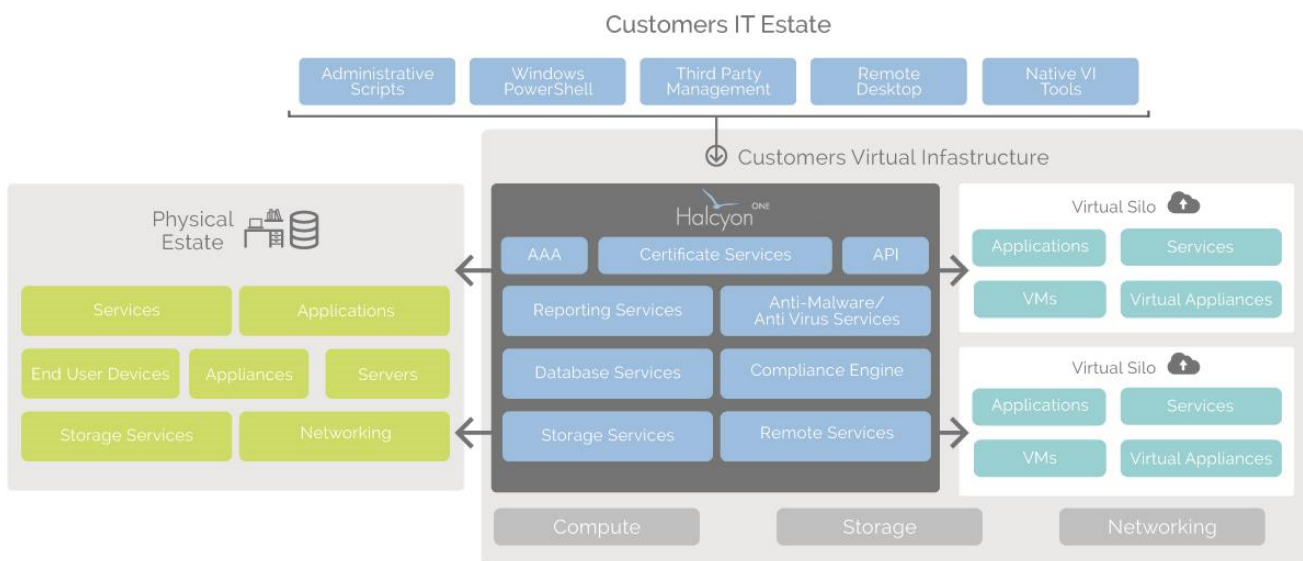 Customers IT Estate
Administrative
Scripts
Windows
PowerShell
Third Party
Management
Remote
Desktop
Native VI
Tools
Customers Virtual Infastructure
Physical
Estate
Services
Applications
End User Devices
Appliances
Servers
Storage Services
Networking
Halcyon ONE
AAA
Certificate Services
API
Reporting Services
Anti-Malware/
Anti Virus Services
Database Services
Compliance Engine
Storage Services
Remote Services
Virtual Silo
Applications
Services
VMs
Virtual Appliances
Virtual Silo
Applications
Services
VMs
Virtual Appliances
Compute
Storage
Networking